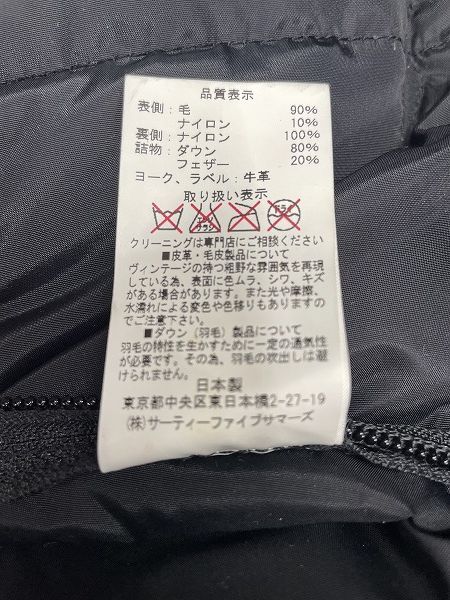 品質表示
表側:毛 90%
ナイロン 10%
裏側:ナイロン 100%
詰物:ダウン 80%
フェザー 20%
ヨーク、ラベル:牛革
取り扱い表示
エンソ サラシ ドライ
クリーニングは専門店にご相談ください
■皮革・毛皮製品について
ヴィンテージの持つ粗野な雰囲気を再現
している為、表面に色ムラ、シワ、キズ
がある場合があります。また光や摩擦、
水濡れによる変色や色移りもありますの
でご注意下さい。
■ダウン(羽毛)製品について
羽毛の特性を生かすために一定の通気性
が必要です。その為、羽毛の吹出しは避け
られません。
日本製
東京都中央区東日本橋2-27-19
(株)サーティーファイブサマーズ